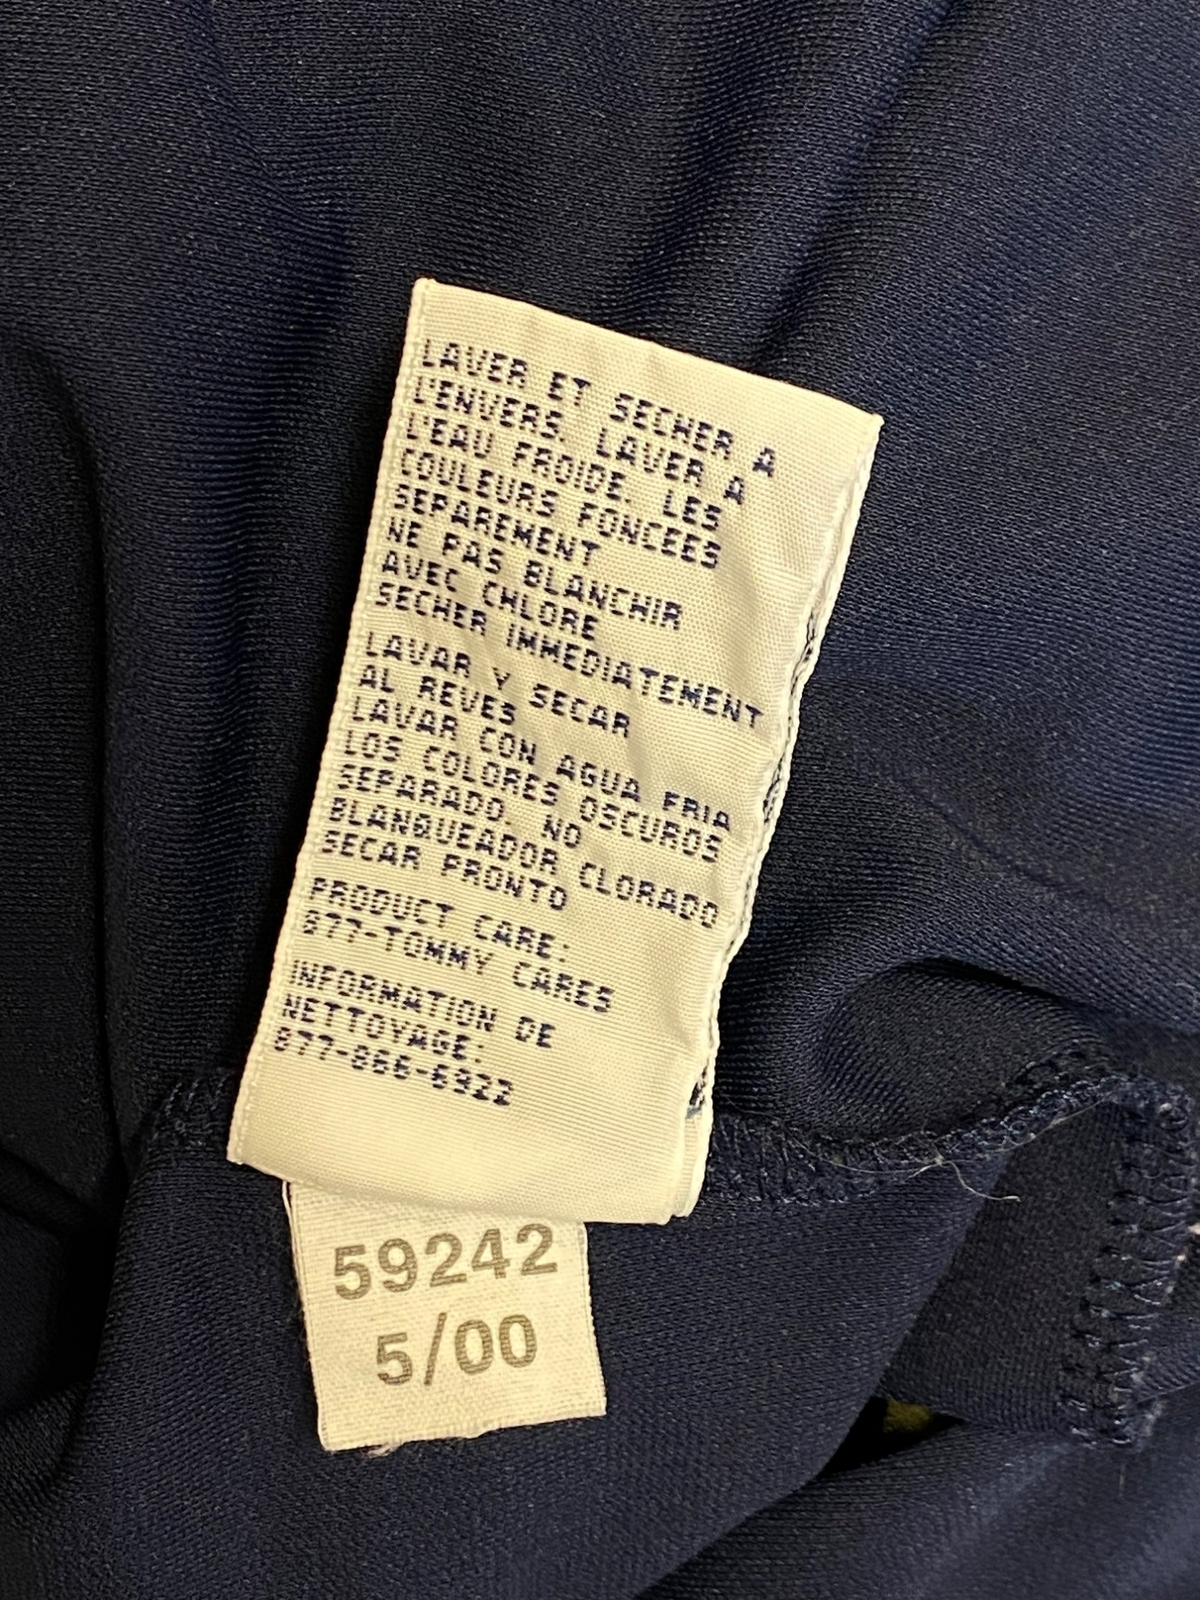 LAVER ET SECHER A
L'ENVERS. LAVER A
L'EAU FROIDE. LES
COULEURS FONCEES
SEPAREMENT
NE PAS BLANCHIR
AVEC CHLORE
SECHER IMMEDIATEMENT
LAVAR Y SECAR
AL REVES
LAVAR CON AGUA FRIA
LOS COLORES OSCUROS
SEPARADO. NO
BLANQUEADOR CLORADO
SECAR PRONTO
PRODUCT CARE:
877-TOMMY CARES
INFORMATION DE
NETTOYAGE:
877-866-6922
59242
5/00